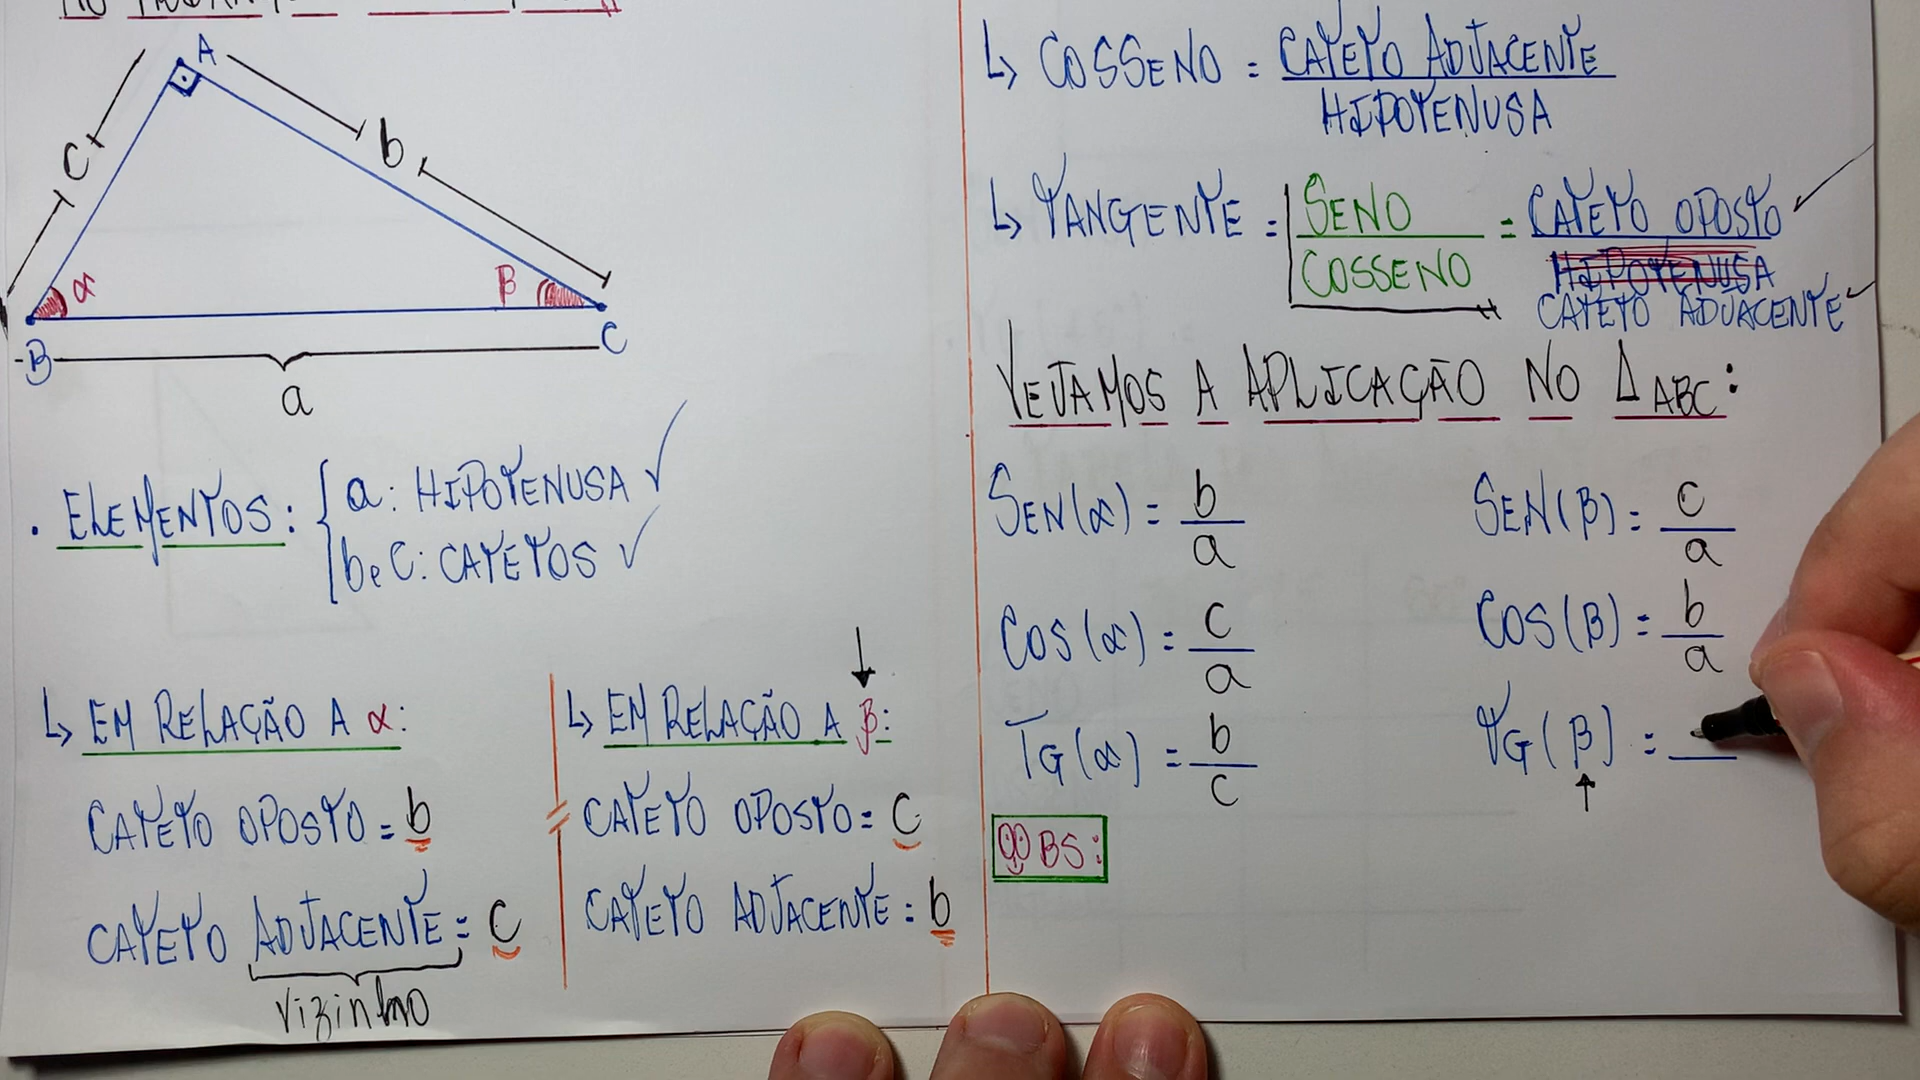 A
c
b
α
β
B
C
a
. ELEMENTOS: { a: HIPOTENUSA ✓
b e c: CATETOS ✓
↳ EM RELAÇÃO A α:
CATETO OPOSTO = b
CATETO ADJACENTE = c
vizinho
↳ EM RELAÇÃO A β:
CATETO OPOSTO = c
CATETO ADJACENTE = b
↳ COSSENO = CATETO ADJACENTE
HIPOTENUSA
↳ TANGENTE = SENO = CATETO OPOSTO
COSSENO HIPOTENUSA
CATETO ADJACENTE
VEJAMOS A APLICAÇÃO NO Δ ABC:
SEN(α) = b/a
SEN(β) = c/a
COS(α) = c/a
COS(β) = b/a
TG(α) = b/c
TG(β) =
OBS: